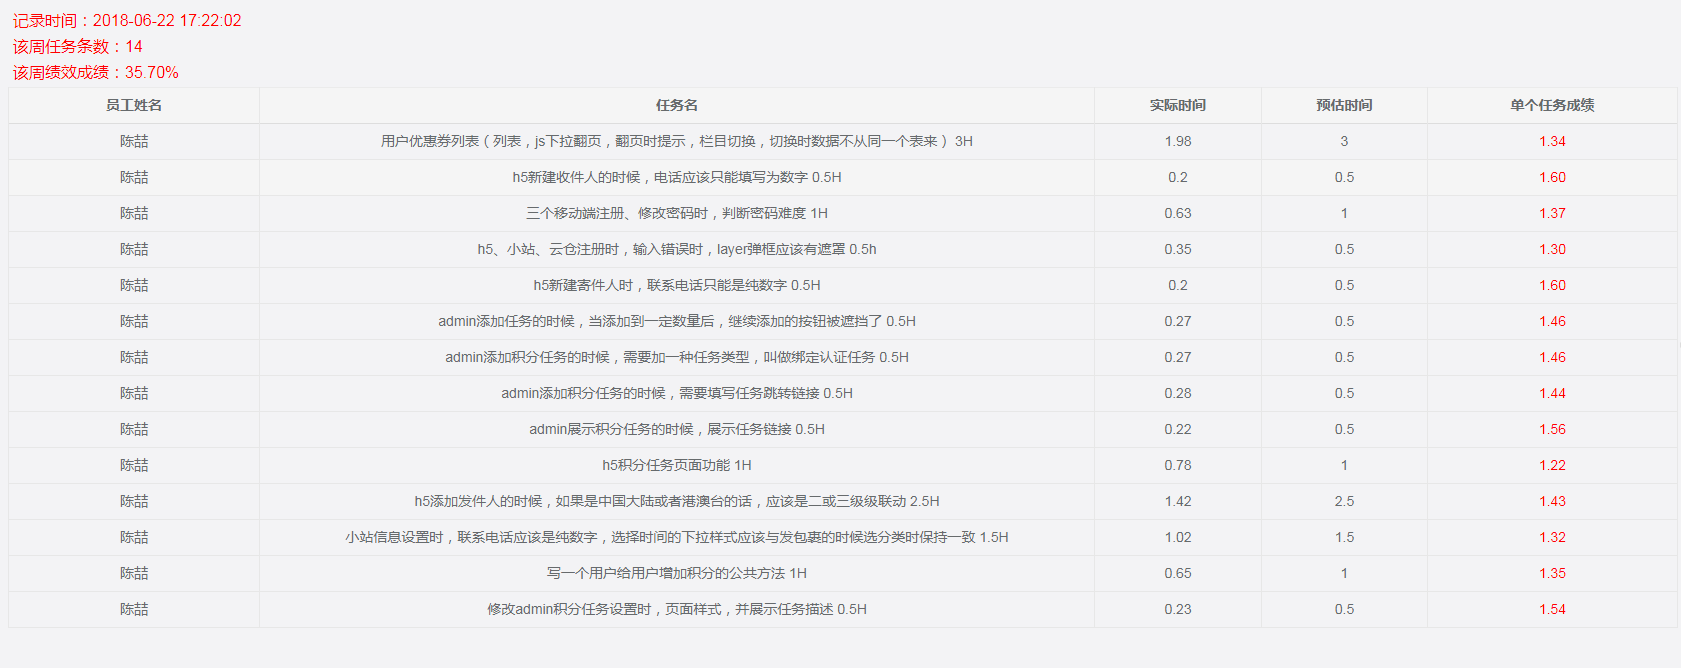 记录时间：2018-06-22 17:22:02
该周任务条数：14
该周绩效成绩：35.70%
员工姓名 任务名 实际时间 预估时间 单个任务成绩
陈喆 用户优惠券列表（列表，js下拉翻页，翻页时提示，栏目切换，切换时数据不从同一个表来） 3H 1.98 3 1.34
陈喆 h5新建收件人的时候，电话应该只能填写为数字 0.5H 0.2 0.5 1.60
陈喆 三个移动端注册、修改密码时，判断密码难度 1H 0.63 1 1.37
陈喆 h5、小站、云仓注册时，输入错误时，layer弹框应该有遮罩 0.5h 0.35 0.5 1.30
陈喆 h5新建寄件人时，联系电话只能是纯数字 0.5H 0.2 0.5 1.60
陈喆 admin添加任务的时候，当添加到一定数量后，继续添加的按钮被遮挡了 0.5H 0.27 0.5 1.46
陈喆 admin添加积分任务的时候，需要加一种任务类型，叫做绑定认证任务 0.5H 0.27 0.5 1.46
陈喆 admin添加积分任务的时候，需要填写任务跳转链接 0.5H 0.28 0.5 1.44
陈喆 admin展示积分任务的时候，展示任务链接 0.5H 0.22 0.5 1.56
陈喆 h5积分任务页面功能 1H 0.78 1 1.22
陈喆 h5添加发件人的时候，如果是中国大陆或者港澳台的话，应该是二或三级级联动 2.5H 1.42 2.5 1.43
陈喆 小站信息设置时，联系电话应该是纯数字，选择时间的下拉样式应该与发包裹的时候选分类时保持一致 1.5H 1.02 1.5 1.32
陈喆 写一个用户给用户增加积分的公共方法 1H 0.65 1 1.35
陈喆 修改admin积分任务设置时，页面样式，并展示任务描述 0.5H 0.23 0.5 1.54